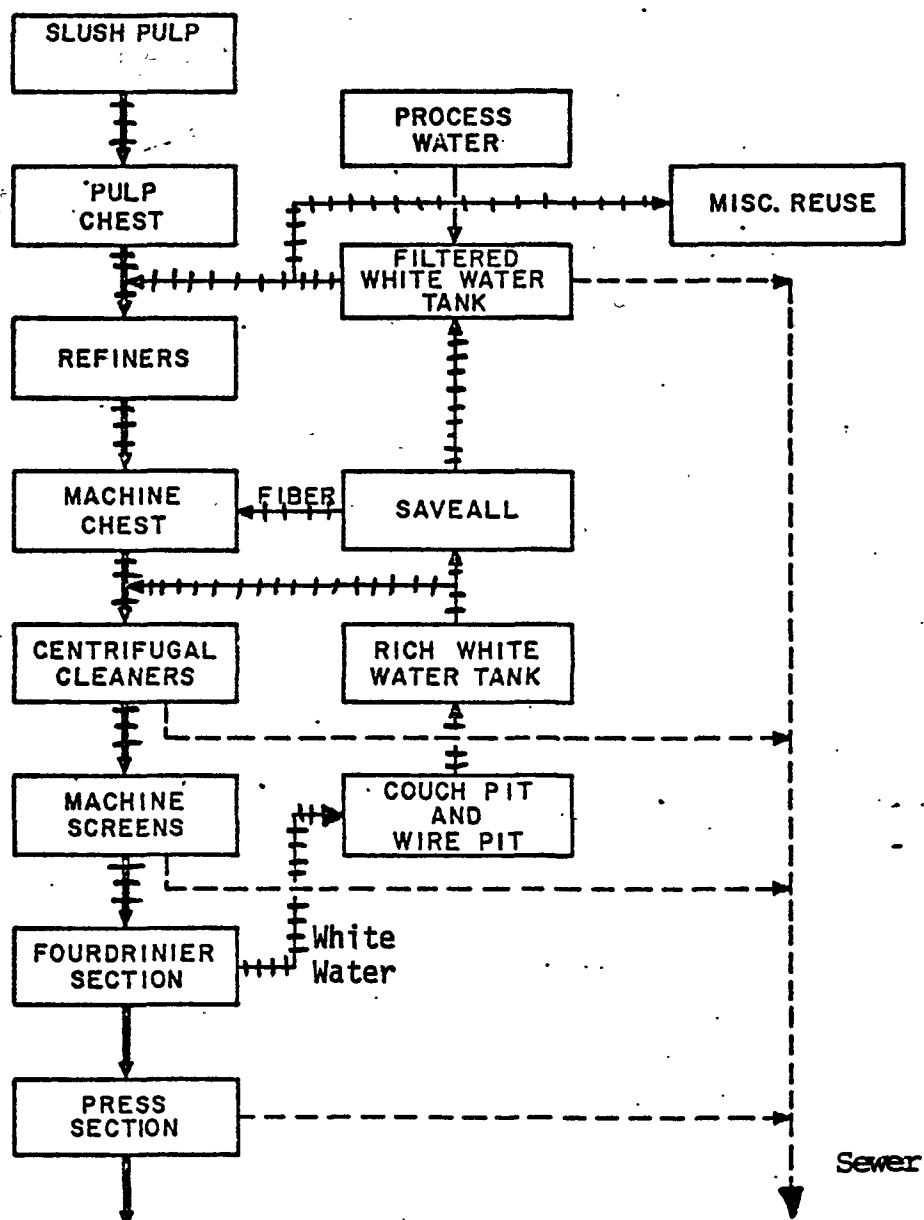 SLUSH PULP
PROCESS
WATER
PULP
CHEST
MISC. REUSE
FILTERED
WHITE WATER
TANK
REFINERS
MACHINE
CHEST
FIBER
SAVEALL
CENTRIFUGAL
CLEANERS
RICH WHITE
WATER TANK
MACHINE
SCREENS
COUCH PIT
AND
WIRE PIT
FOURDRINIER
SECTION
White
Water
PRESS
SECTION
Sewer